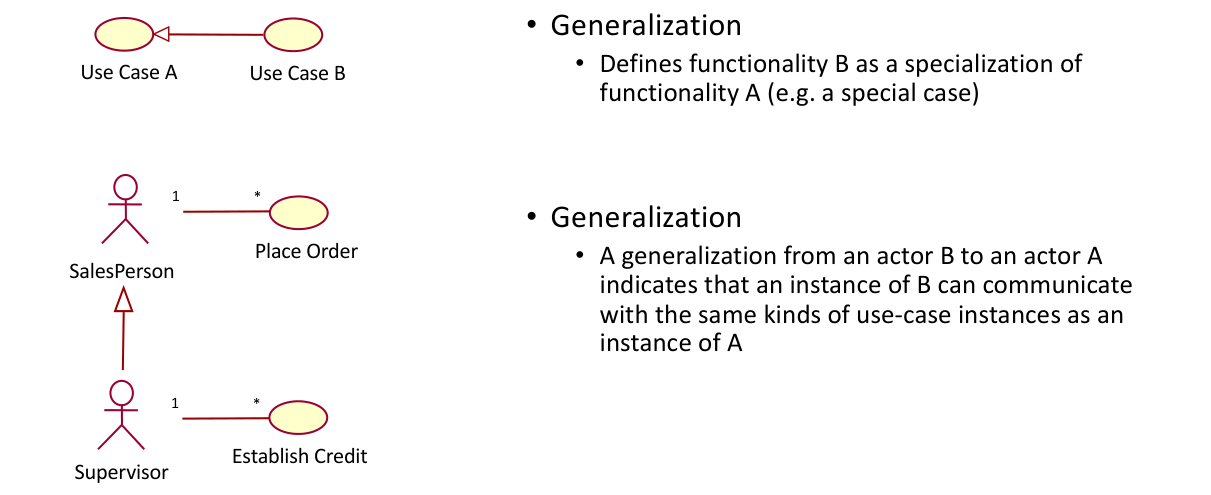 Use Case A
Use Case B
• Generalization
• Defines functionality B as a specialization of
functionality A (e.g. a special case)
1
*
Place Order
SalesPerson
1
*
Establish Credit
Supervisor
• Generalization
• A generalization from an actor B to an actor A
indicates that an instance of B can communicate
with the same kinds of use-case instances as an
instance of A